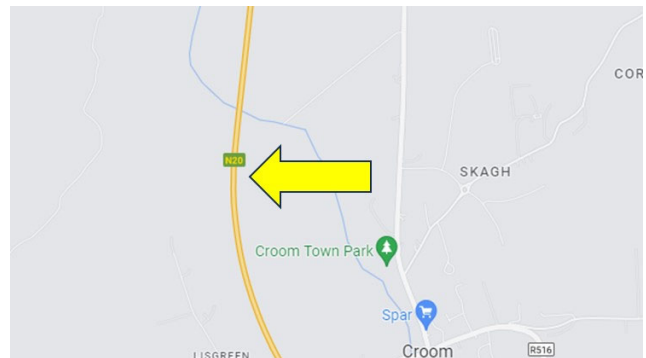 COR
N20
SKAGH
Croom Town Park
Spar
LISGREEN
Croom
R516